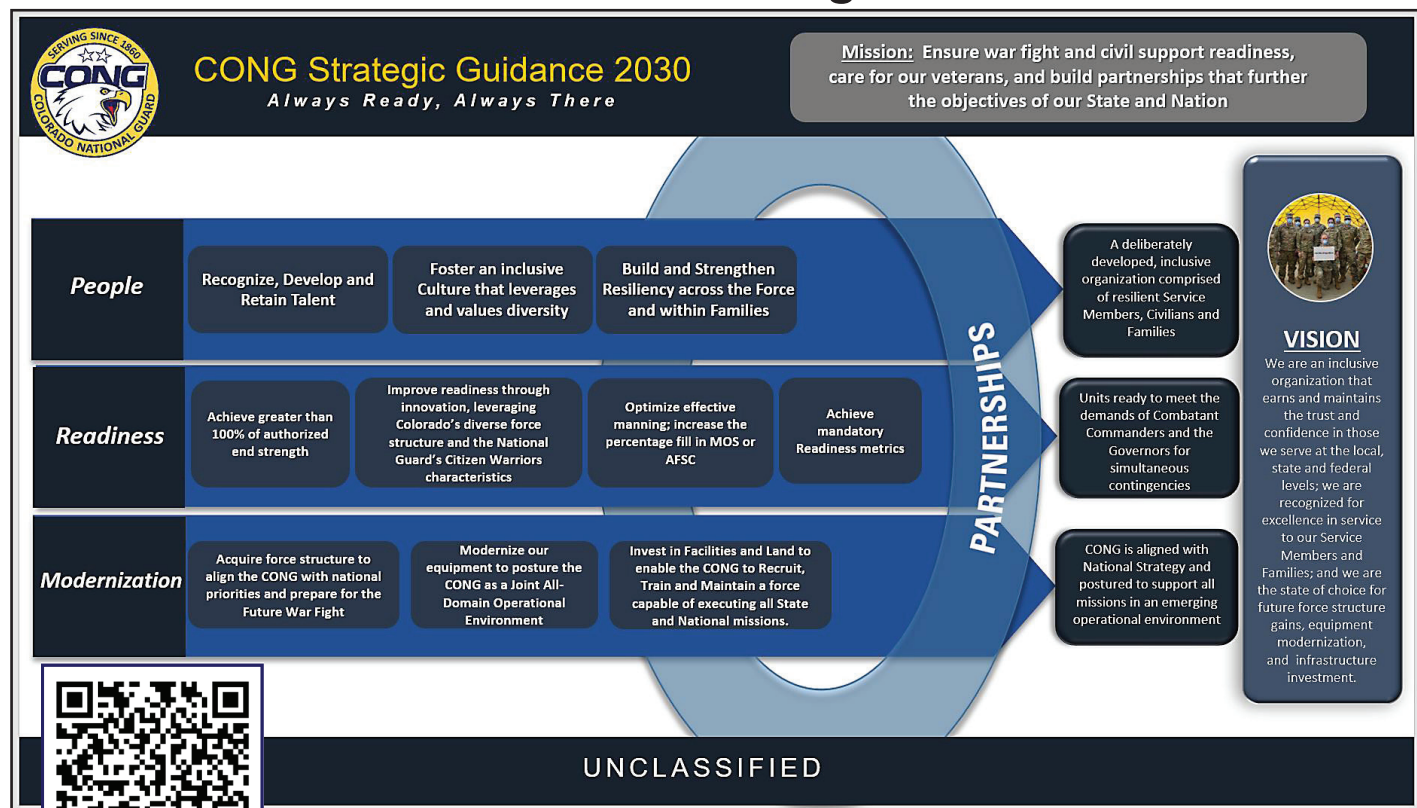 SERVING SINCE 1860
CONG
COLORADO NATIONAL GUARD
CONG Strategic Guidance 2030
Always Ready, Always There
Mission: Ensure war fight and civil support readiness,
care for our veterans, and build partnerships that further
the objectives of our State and Nation
People
Recognize, Develop and
Retain Talent
Foster an inclusive
Culture that leverages
and values diversity
Build and Strengthen
Resiliency across the Force
and within Families
A deliberately
developed, inclusive
organization comprised
of resilient Service
Members, Civilians and
Families
Readiness
Achieve greater than
100% of authorized
end strength
Improve readiness through
innovation, leveraging
Colorado's diverse force
structure and the National
Guard's Citizen Warriors
characteristics
Optimize effective
manning; increase the
percentage fill in MOS or
AFSC
Achieve
mandatory
Readiness metrics
Units ready to meet the
demands of Combatant
Commanders and the
Governors for
simultaneous
contingencies
Modernization
Acquire force structure to
align the CONG with national
priorities and prepare for the
Future War Fight
Modernize our
equipment to posture the
CONG as a Joint All-
Domain Operational
Environment
Invest in Facilities and Land to
enable the CONG to Recruit,
Train and Maintain a force
capable of executing all State
and National missions.
CONG is aligned with
National Strategy and
postured to support all
missions in an emerging
operational environment
PARTNERSHIPS
VISION
We are an inclusive
organization that
earns and maintains
the trust and
confidence in those
we serve at the local,
state and federal
levels; we are
recognized for
excellence in service
to our Service
Members and
Families; and we are
the state of choice for
future force structure
gains, equipment
modernization,
and infrastructure
investment.
UNCLASSIFIED